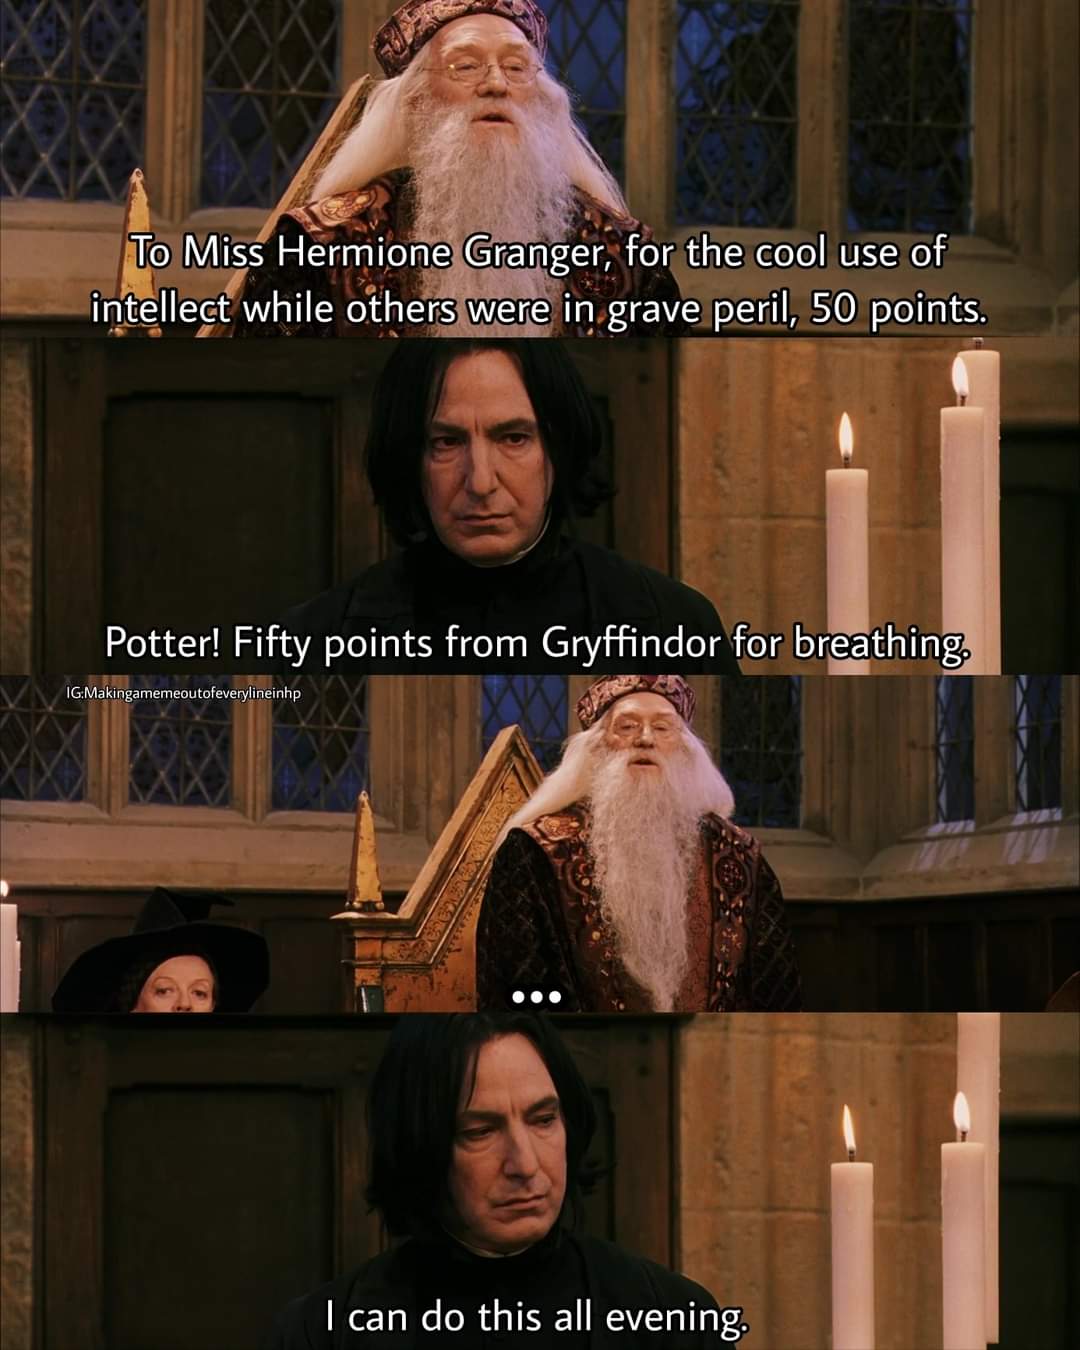 To Miss Hermione Granger, for the cool use of
intellect while others were in grave peril, 50 points.
Potter! Fifty points from Gryffindor for breathing.
IG:Makingamemeoutofeverylineinhp
...
I can do this all evening.